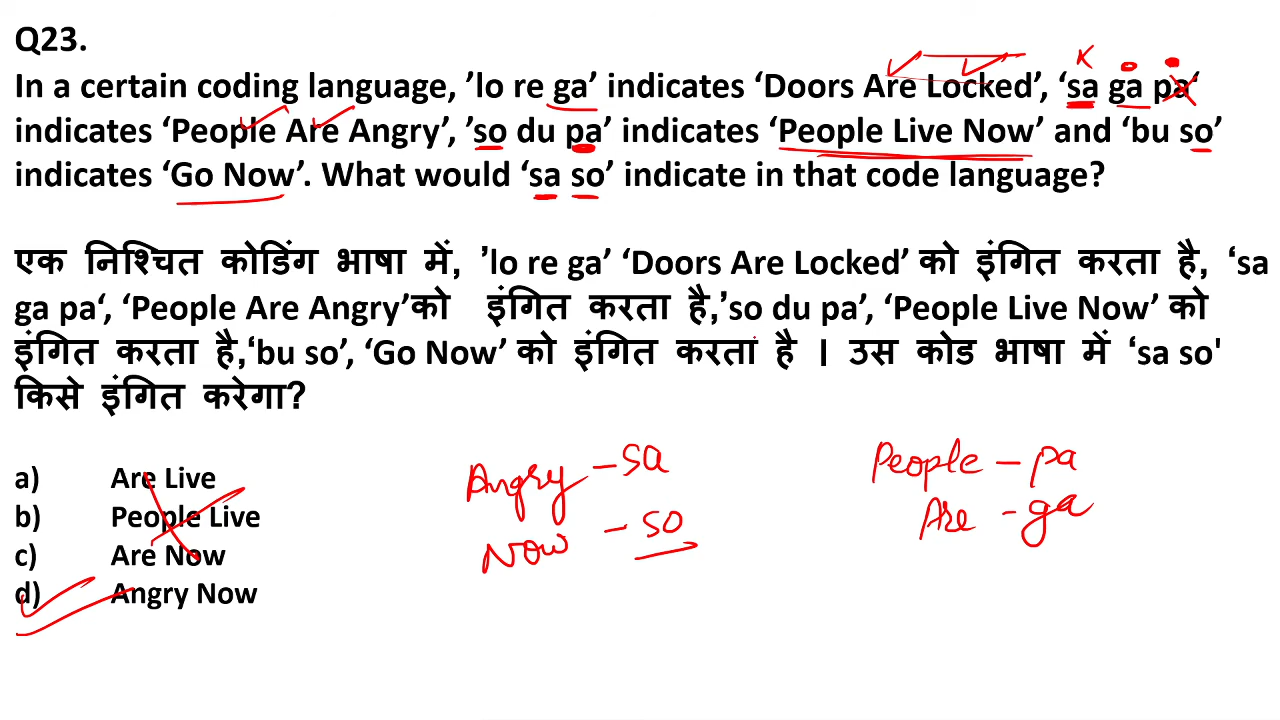 Q23.
In a certain coding language, ’lo re ga’ indicates ‘Doors Are Locked’, ‘sa ga pa‘
indicates ‘People Are Angry’, ’so du pa’ indicates ‘People Live Now’ and ‘bu so’
indicates ‘Go Now’. What would ‘sa so’ indicate in that code language?
एक निश्चित कोडिंग भाषा में, ’lo re ga’ ‘Doors Are Locked’ को इंगित करता है, ‘sa
ga pa‘, ‘People Are Angry’को इंगित करता है,’so du pa’, ‘People Live Now’ को
इंगित करता है,‘bu so’, ‘Go Now’ को इंगित करता है । उस कोड भाषा में ‘sa so'
किसे इंगित करेगा?
a) Are Live
b) People Live
c) Are Now
d) Angry Now
Angry – sa
Now – so
People – pa
Are – ga